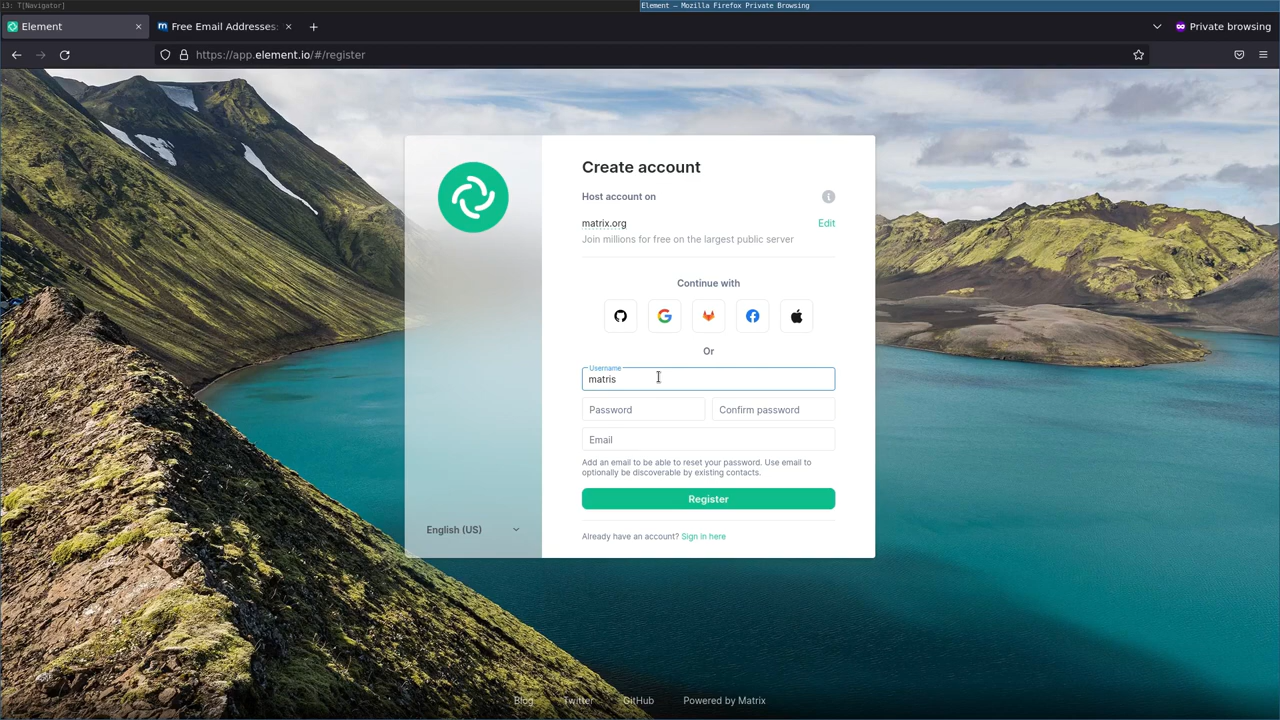 i3: T[Navigator]
Element — Mozilla Firefox Private Browsing
Element
Free Email Addresses:
Private browsing
https://app.element.io/#/register
Create account
Host account on
matrix.org
Edit
Join millions for free on the largest public server
Continue with
Or
Username
matris
Password
Confirm password
Email
Add an email to be able to reset your password. Use email to
optionally be discoverable by existing contacts.
Register
English (US)
Already have an account? Sign in here
Blog
Twitter
GitHub
Powered by Matrix